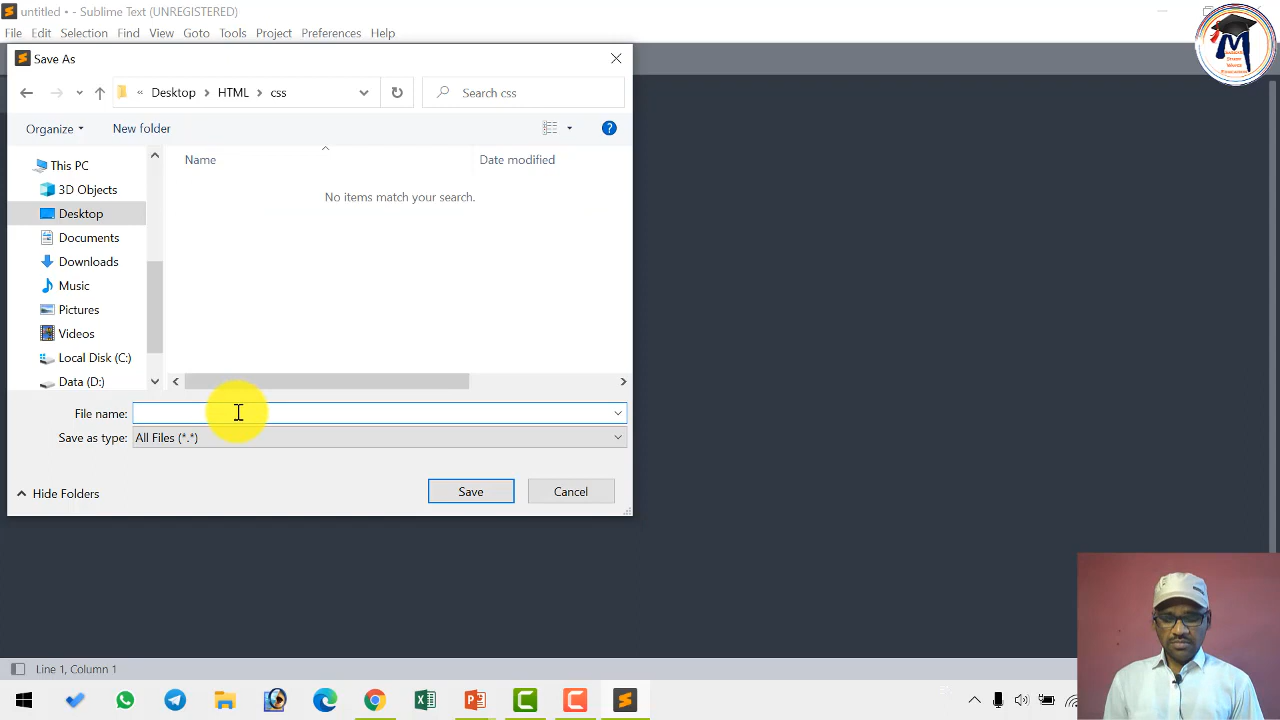 untitled • - Sublime Text (UNREGISTERED)
File Edit Selection Find View Goto Tools Project Preferences Help
Save As
« Desktop > HTML > css
Search css
Organize
New folder
This PC
3D Objects
Desktop
Documents
Downloads
Music
Pictures
Videos
Local Disk (C:)
Data (D:)
Name
Date modified
No items match your search.
File name:
Save as type: All Files (*.*)
Hide Folders
Save
Cancel
Line 1, Column 1